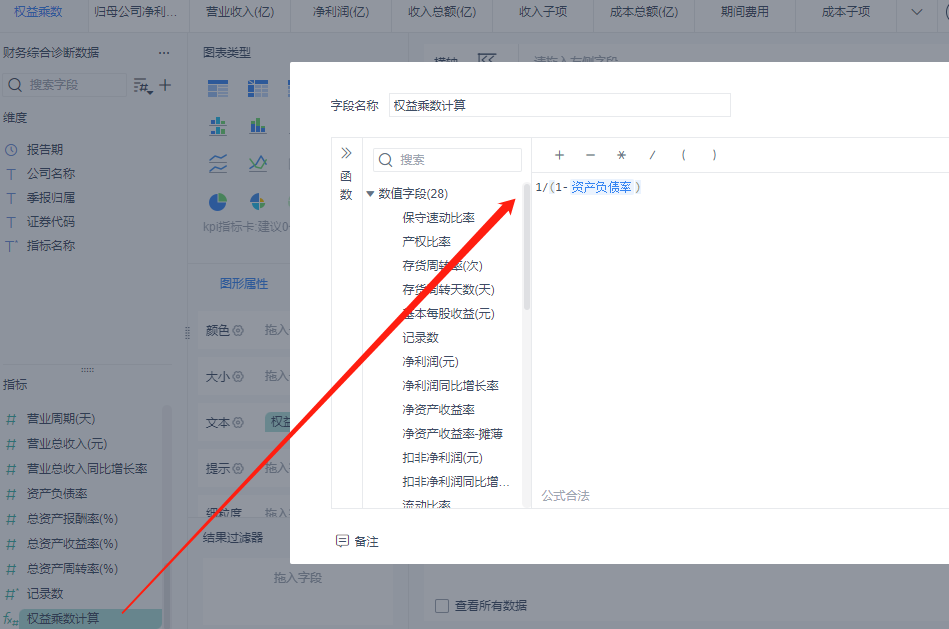 权益乘数
归母公司净利...
营业收入(亿)
净利润(亿)
收入总额(亿)
收入子项
成本总额(亿)
期间费用
成本子项
财务综合诊断数据
搜索字段
维度
报告期
公司名称
季报归属
证券代码
指标名称
指标
营业周期(天)
营业总收入(元)
营业总收入同比增长率
资产负债率
总资产报酬率(%)
总资产收益率(%)
总资产周转率(%)
记录数
权益乘数计算
图表类型
kpi指标卡:建议0
图形属性
颜色
拖入
大小
拖入
文本
权益
提示
拖入
细粒度
拖入
结果过滤器
拖入字段
横轴
请拖入左侧字段
字段名称
权益乘数计算
函数
搜索
+ - * / ( )
数值字段(28)
保守速动比率
产权比率
存货周转率(次)
存货周转天数(天)
基本每股收益(元)
记录数
净利润(元)
净利润同比增长率
净资产收益率
净资产收益率-摊薄
扣非净利润(元)
扣非净利润同比增...
流动比率
1/(1-资产负债率)
公式合法
备注
查看所有数据